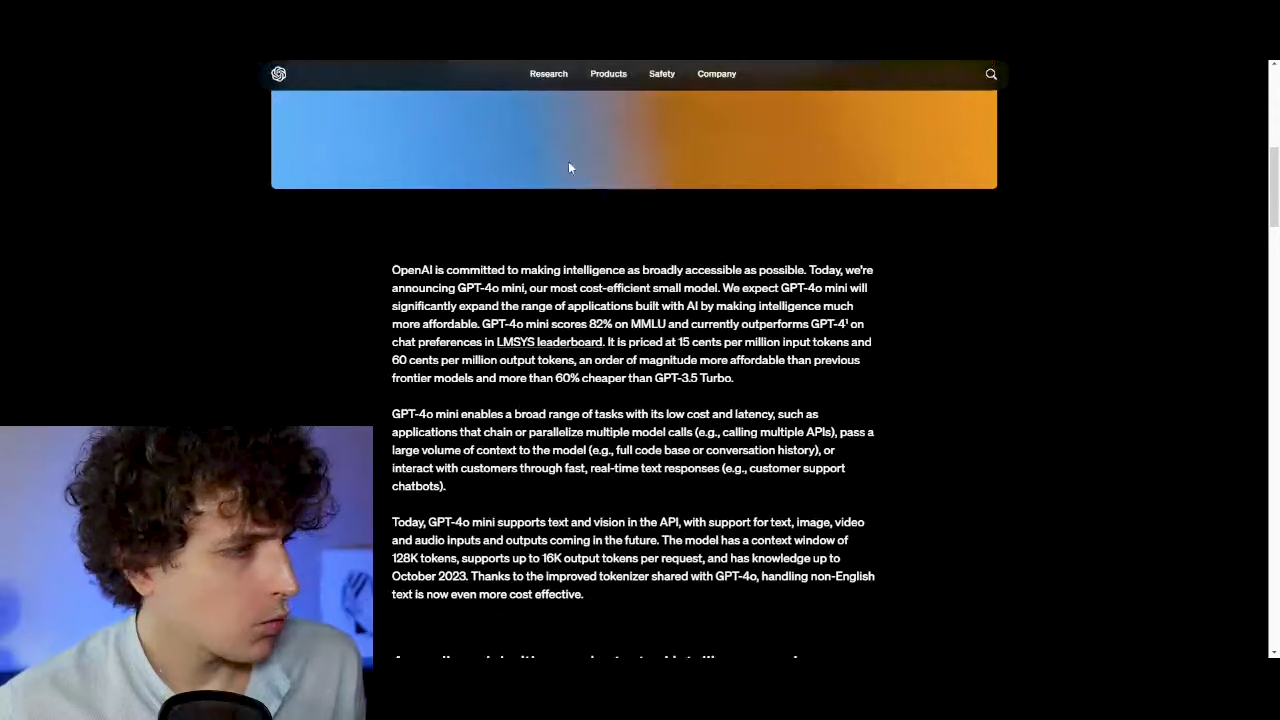 Research Products Safety Company
OpenAI is committed to making intelligence as broadly accessible as possible. Today, we're
announcing GPT-4o mini, our most cost-efficient small model. We expect GPT-4o mini will
significantly expand the range of applications built with AI by making intelligence much
more affordable. GPT-4o mini scores 82% on MMLU and currently outperforms GPT-4¹ on
chat preferences in LMSYS leaderboard. It is priced at 15 cents per million input tokens and
60 cents per million output tokens, an order of magnitude more affordable than previous
frontier models and more than 60% cheaper than GPT-3.5 Turbo.
GPT-4o mini enables a broad range of tasks with its low cost and latency, such as
applications that chain or parallelize multiple model calls (e.g., calling multiple APIs), pass a
large volume of context to the model (e.g., full code base or conversation history), or
interact with customers through fast, real-time text responses (e.g., customer support
chatbots).
Today, GPT-4o mini supports text and vision in the API, with support for text, image, video
and audio inputs and outputs coming in the future. The model has a context window of
128K tokens, supports up to 16K output tokens per request, and has knowledge up to
October 2023. Thanks to the improved tokenizer shared with GPT-4o, handling non-English
text is now even more cost effective.